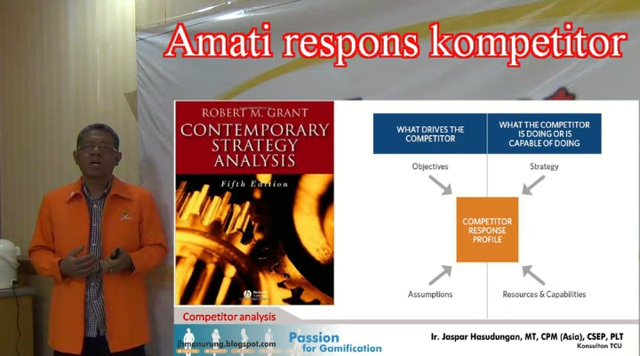 Amati respons kompetitor
ROBERT M. GRANT
CONTEMPORARY
STRATEGY
ANALYSIS
Fifth Edition
WHAT DRIVES THE
COMPETITOR
WHAT THE COMPETITOR
IS DOING OR IS
CAPABLE OF DOING
Objectives
Strategy
COMPETITOR
RESPONSE
PROFILE
Assumptions
Resources & Capabilities
Competitor analysis
jhmanurung.blogspot.com
Passion
for Gamification
Ir. Jaspar Hasudungan, MT, CPM (Asia), CSEP, PLT
Konsultan TCU